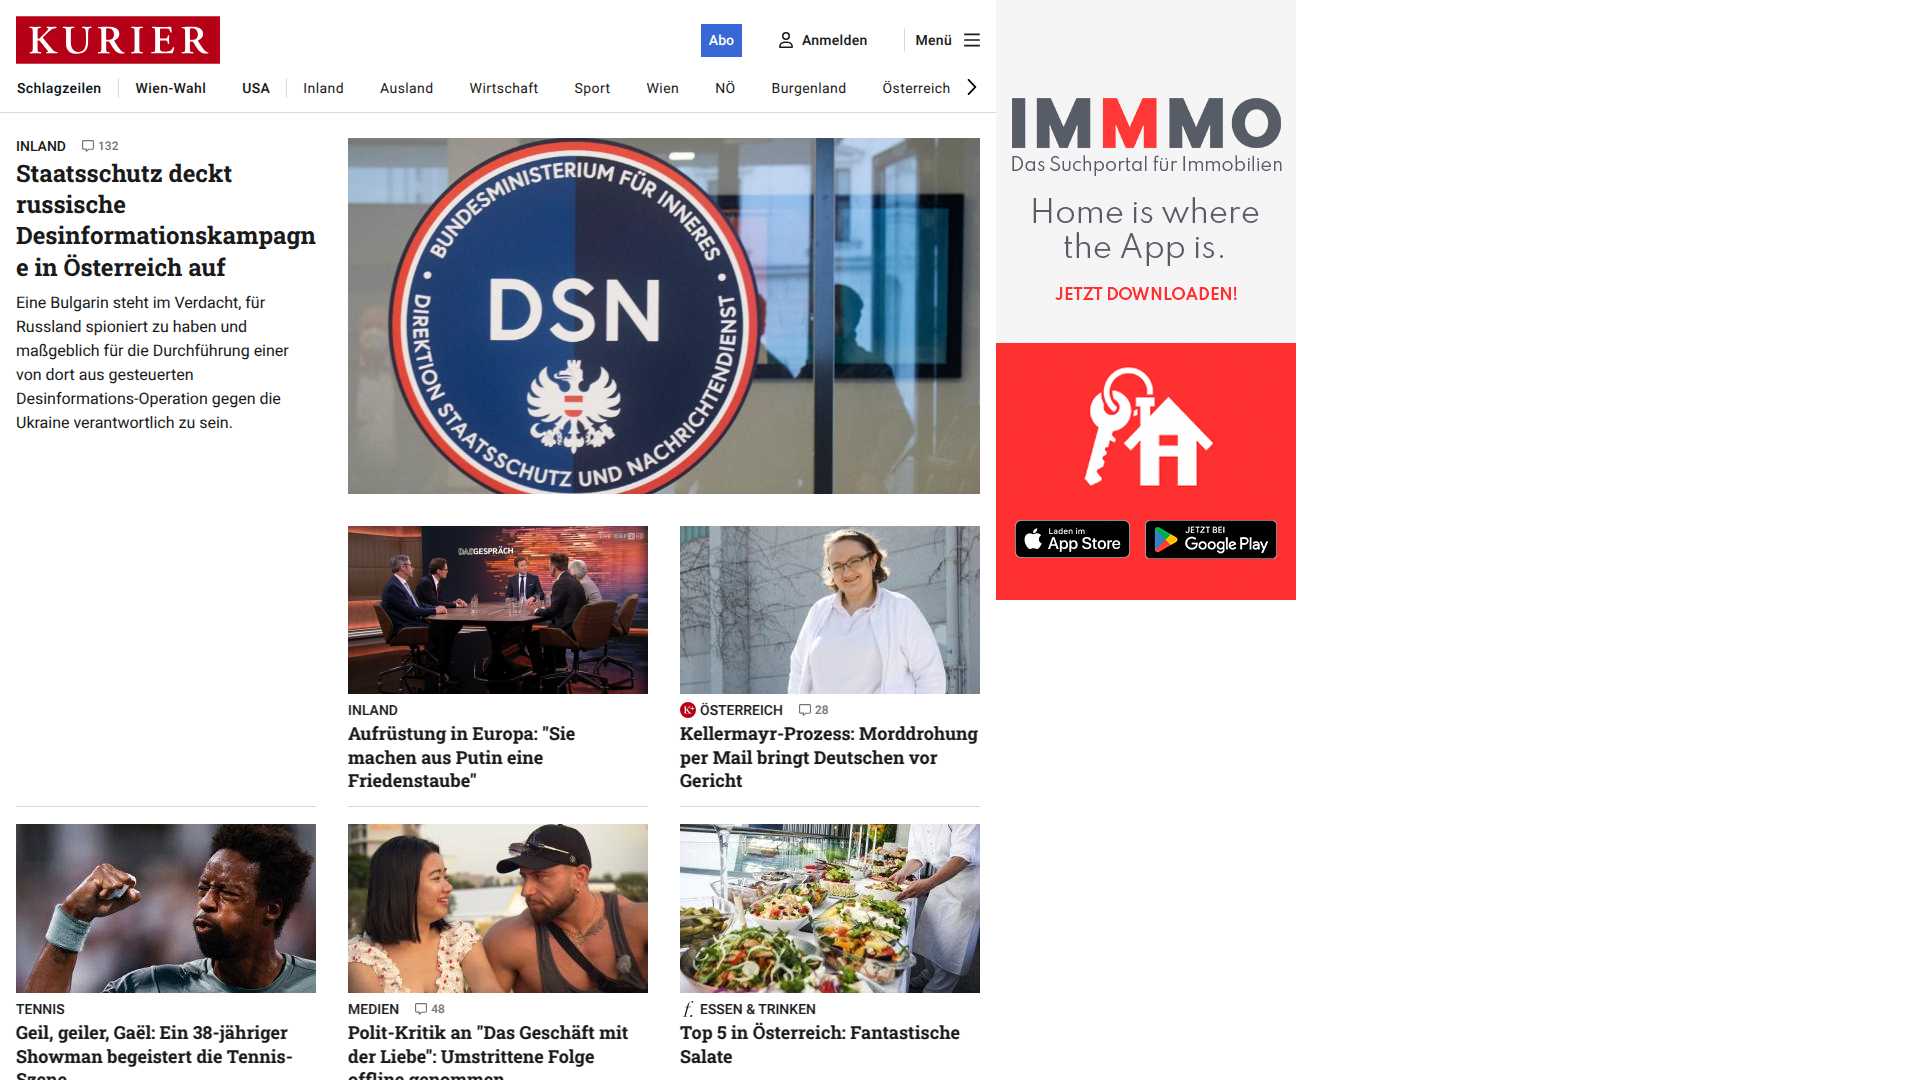 KURIER
Abo
Anmelden
Menü
Schlagzeilen
Wien-Wahl
USA
Inland
Ausland
Wirtschaft
Sport
Wien
NÖ
Burgenland
Österreich
INLAND
132
Staatsschutz deckt
russische
Desinformationskampagn
e in Österreich auf
Eine Bulgarin steht im Verdacht, für
Russland spioniert zu haben und
maßgeblich für die Durchführung einer
von dort aus gesteuerten
Desinformations-Operation gegen die
Ukraine verantwortlich zu sein.
BUNDESMINISTERIUM FÜR INNERES
DSN
DIREKTION STAATSSCHUTZ UND NACHRICHTENDIENST
DAS GESPRÄCH
INLAND
Aufrüstung in Europa: "Sie
machen aus Putin eine
Friedenstaube"
K+
ÖSTERREICH
28
Kellermayr-Prozess: Morddrohung
per Mail bringt Deutschen vor
Gericht
TENNIS
Geil, geiler, Gaël: Ein 38-jähriger
Showman begeistert die Tennis-
Szene
MEDIEN
48
Polit-Kritik an "Das Geschäft mit
der Liebe": Umstrittene Folge
offline genommen
f.
ESSEN & TRINKEN
Top 5 in Österreich: Fantastische
Salate
IMMMO
Das Suchportal für Immobilien
Home is where
the App is.
JETZT DOWNLOADEN!
Laden im
App Store
JETZT BEI
Google Play